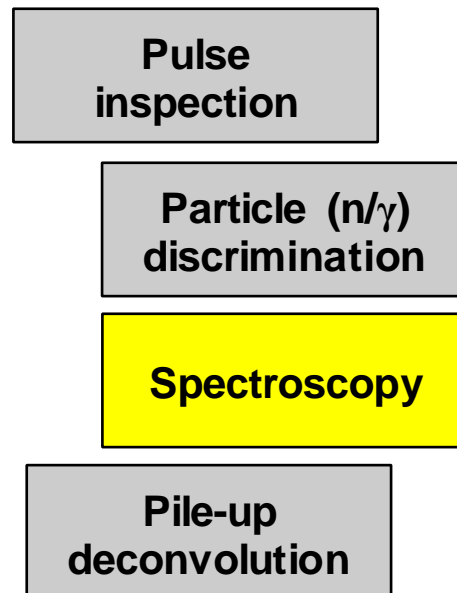 Pulse
inspection
Particle (n/γ)
discrimination
Spectroscopy
Pile-up
deconvolution